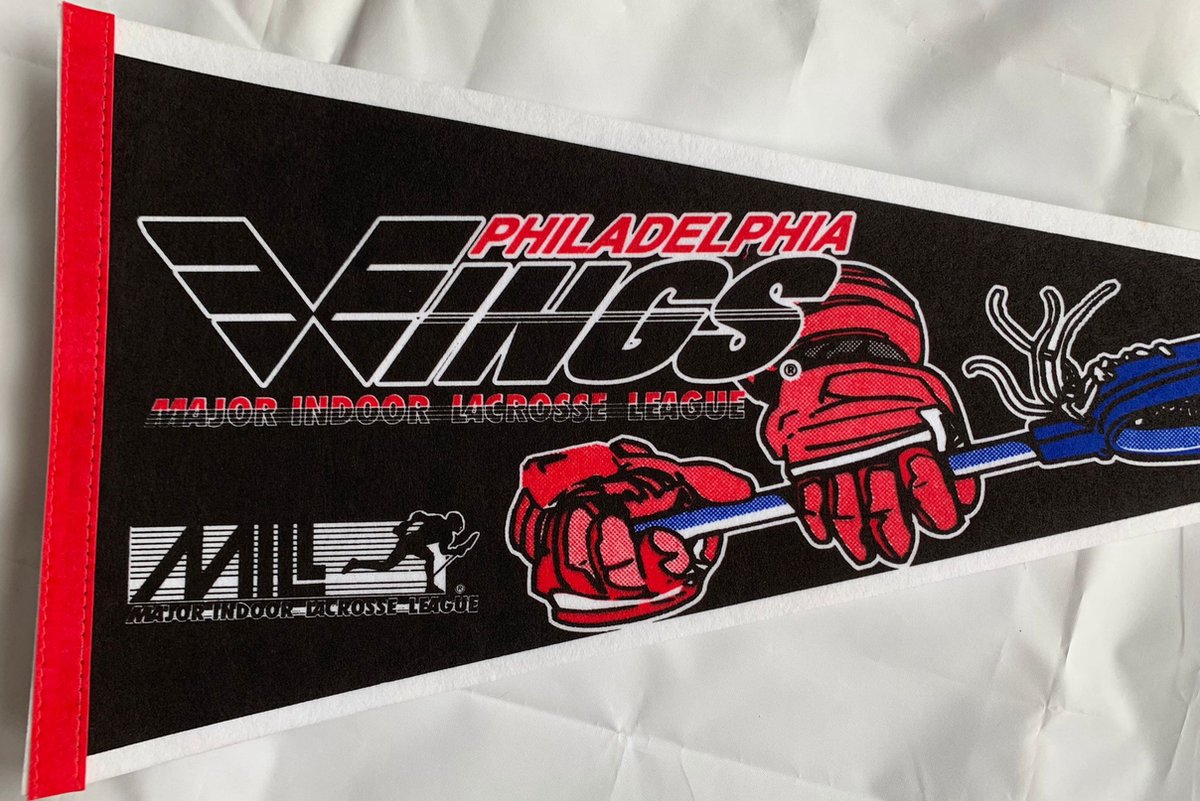 PHILADELPHIA
WINGS®
MAJOR INDOOR LACROSSE LEAGUE
MILL®
MAJOR INDOOR LACROSSE LEAGUE